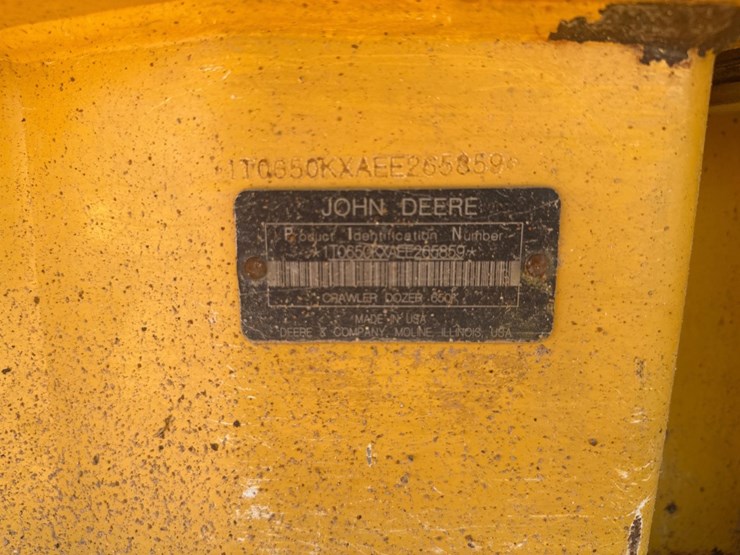 1T0650KXAEE265859*
JOHN DEERE
Product Identification Number
*1T0650KXAEE265859*
CRAWLER DOZER 650K
MADE IN USA
DEERE & COMPANY MOLINE, ILLINOIS USA